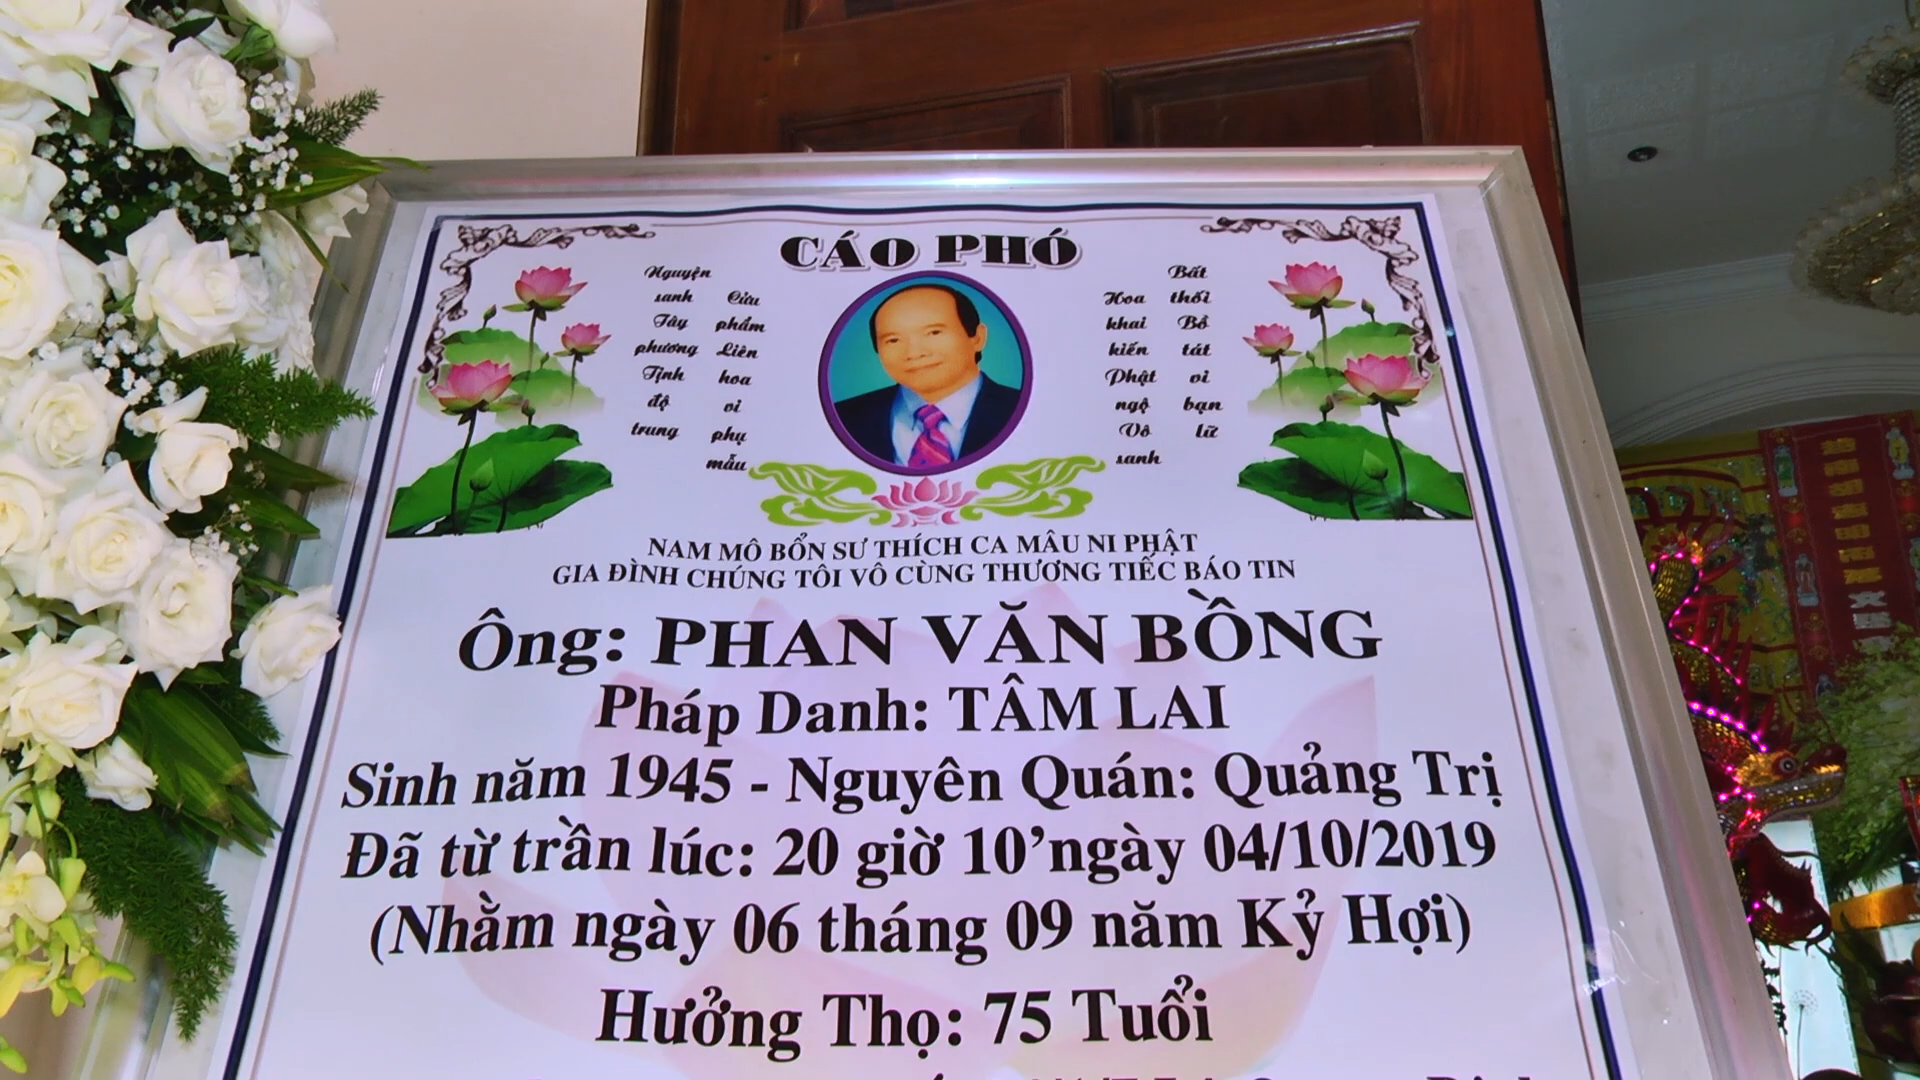 CÁO PHÓ
Nguyện sanh Tây phương Tịnh độ trung
Cửu phẩm Liên hoa vi phụ mẫu
Hoa khai kiến Phật ngộ Vô sanh
Bất thối Bồ tát vi bạn lữ
NAM MÔ BỔN SƯ THÍCH CA MÂU NI PHẬT
GIA ĐÌNH CHÚNG TÔI VÔ CÙNG THƯƠNG TIẾC BÁO TIN
Ông: PHAN VĂN BỒNG
Pháp Danh: TÂM LAI
Sinh năm 1945 - Nguyên Quán: Quảng Trị
Đã từ trần lúc: 20 giờ 10’ngày 04/10/2019
(Nhằm ngày 06 tháng 09 năm Kỷ Hợi)
Hưởng Thọ: 75 Tuổi